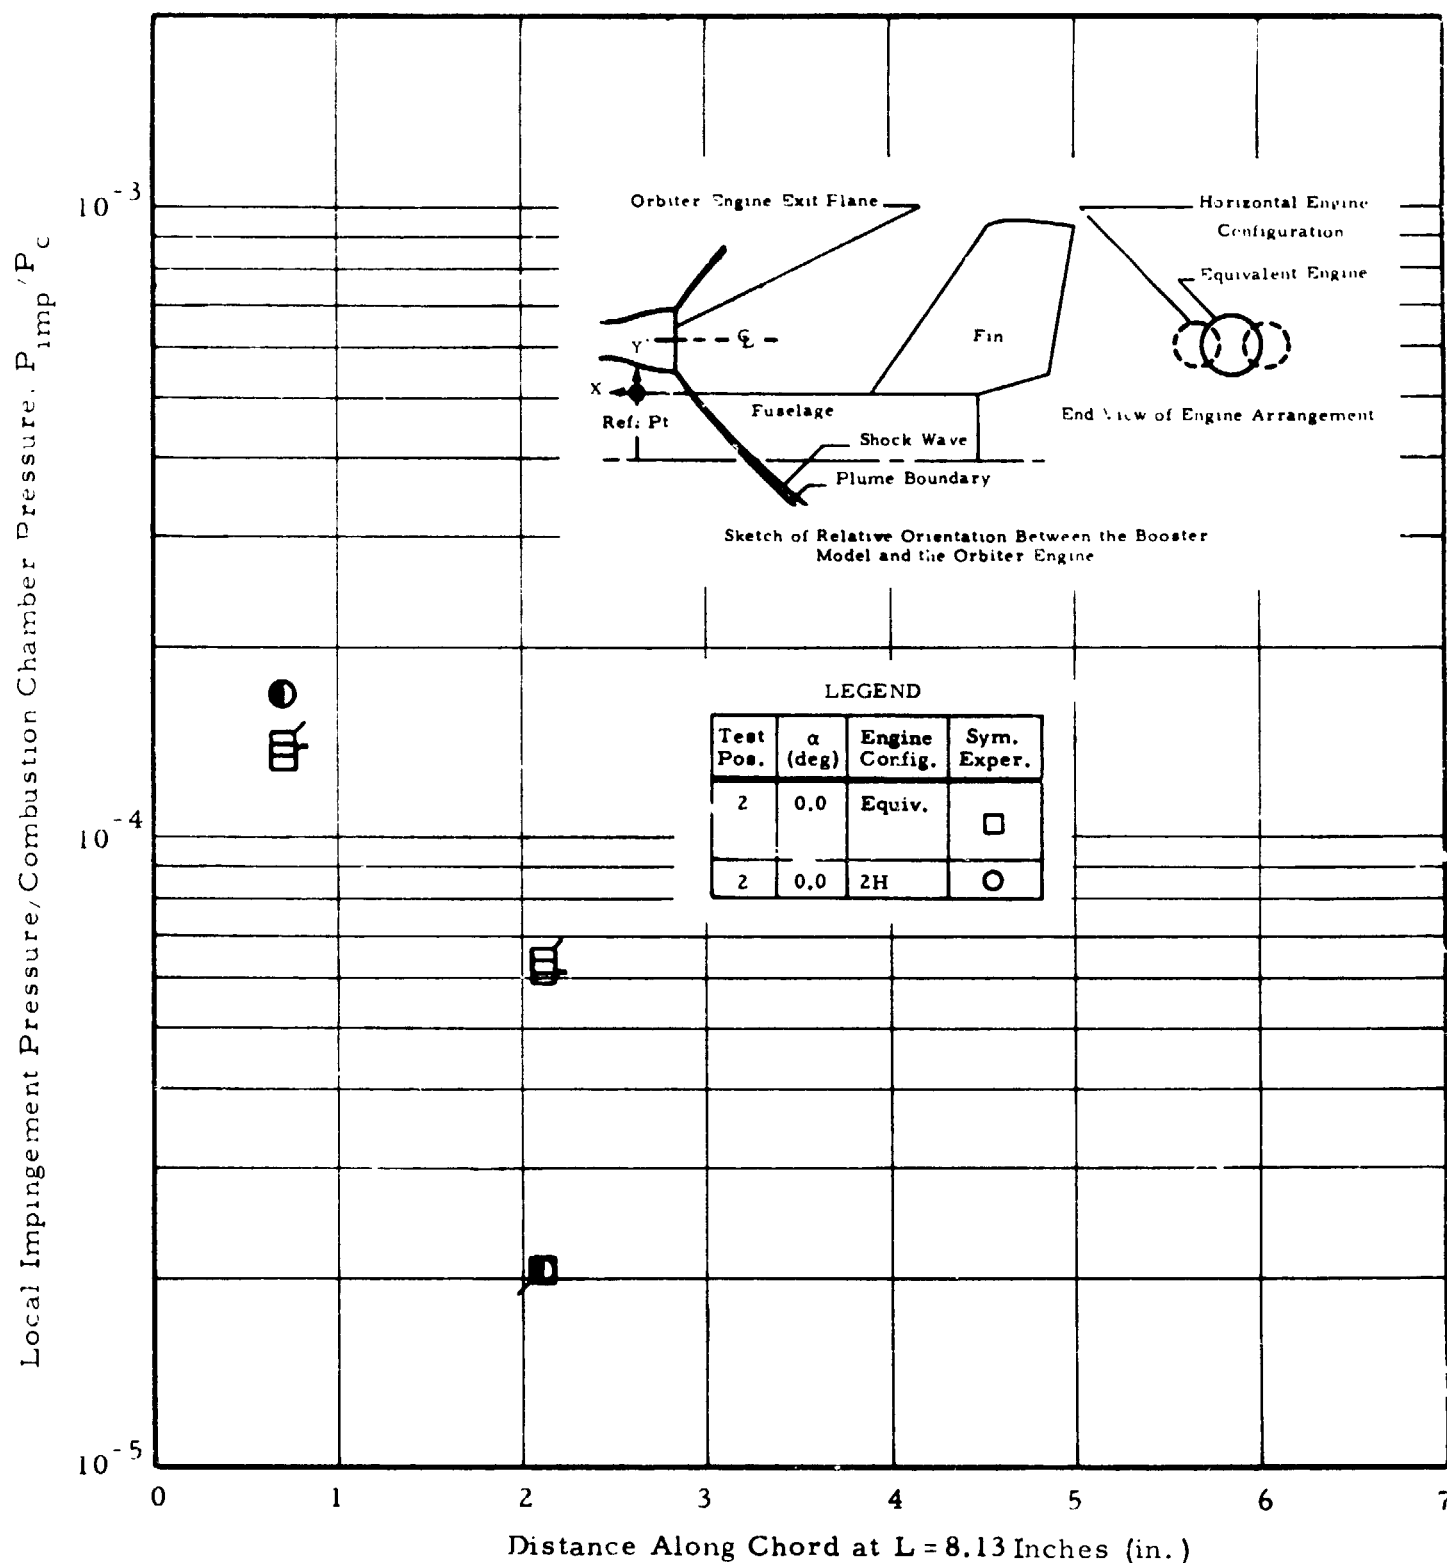 Local Impingement Pressure/Combustion Chamber Pressure, P_imp/P_c
10^-3
10^-4
10^-5
Orbiter Engine Exit Plane
Horizontal Engine
Configuration
Equivalent Engine
Y
℄
Fin
X
Ref. Pt
Fuselage
End View of Engine Arrangement
Shock Wave
Plume Boundary
Sketch of Relative Orientation Between the Booster
Model and the Orbiter Engine
LEGEND
Test Pos. α (deg) Engine Config. Sym. Exper.
2 0.0 Equiv. □
2 0.0 2H ○
0 1 2 3 4 5 6 7
Distance Along Chord at L = 8.13 Inches (in.)